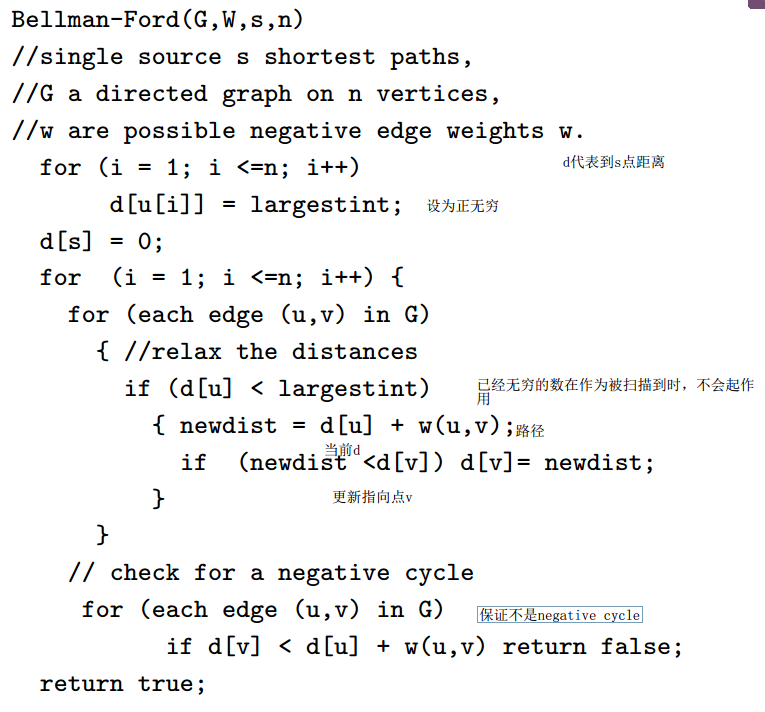 Bellman-Ford(G,W,s,n)
//single source s shortest paths,
//G a directed graph on n vertices,
//w are possible negative edge weights w.
for (i = 1; i <=n; i++)
d代表到s点距离
d[u[i]] = largestint;
设为正无穷
d[s] = 0;
for (i = 1; i <=n; i++) {
for (each edge (u,v) in G)
{ //relax the distances
if (d[u] < largestint)
已经无穷的数在作为被扫描到时，不会起作
用
{ newdist = d[u] + w(u,v);
路径
当前d
if (newdist <d[v]) d[v]= newdist;
}
更新指向点v
}
// check for a negative cycle
for (each edge (u,v) in G)
保证不是negative cycle
if d[v] < d[u] + w(u,v) return false;
return true;